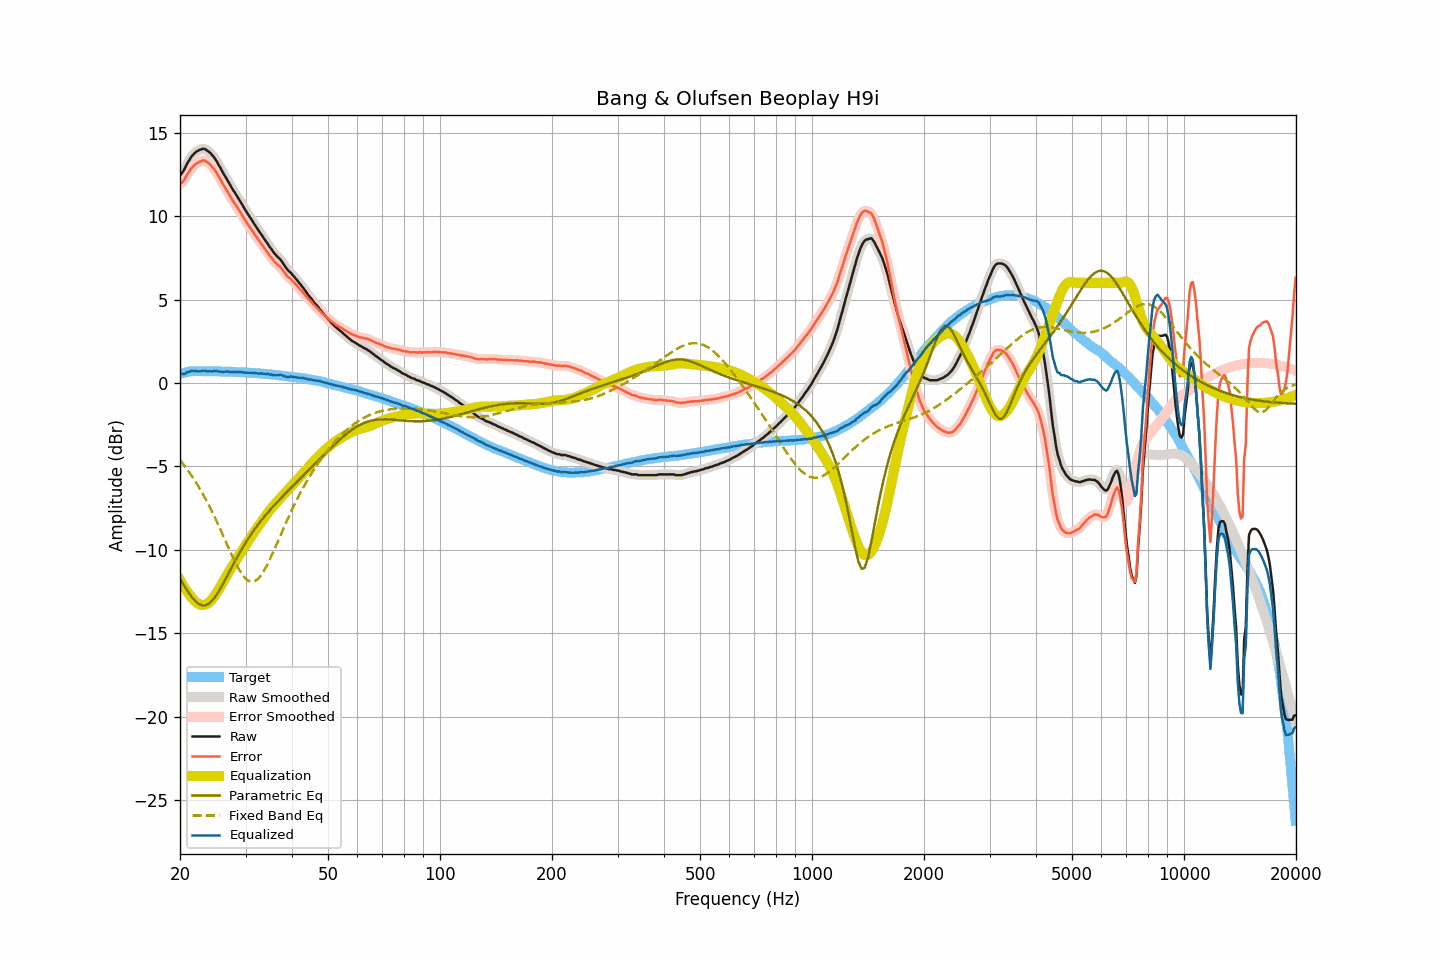 Bang & Olufsen Beoplay H9i
15
10
5
0
−5
−10
−15
−20
−25
Amplitude (dBr)
Target
Raw Smoothed
Error Smoothed
Raw
Error
Equalization
Parametric Eq
Fixed Band Eq
Equalized
20 50 100 200 500 1000 2000 5000 10000 20000
Frequency (Hz)